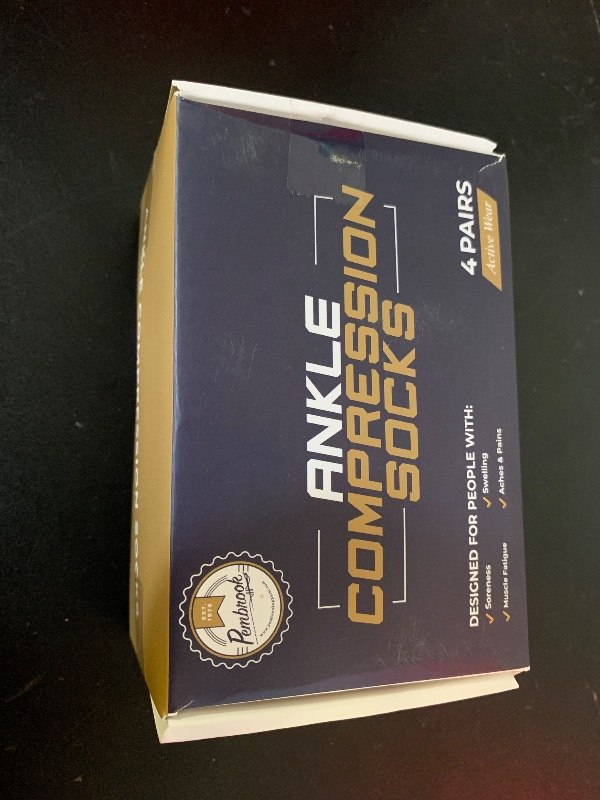 EST.
1978
Pembrook
ANKLE
COMPRESSION
SOCKS
DESIGNED FOR PEOPLE WITH:
✓ Soreness ✓ Swelling
✓ Muscle Fatigue ✓ Aches & Pains
4 PAIRS
Active Wear